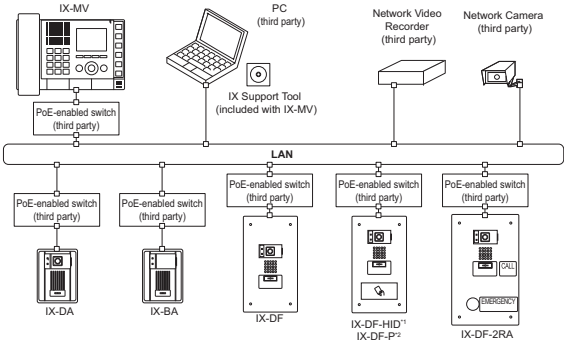 IX-MV
PC
(third party)
Network Video
Recorder
(third party)
Network Camera
(third party)
IX Support Tool
(included with IX-MV)
PoE-enabled switch
(third party)
LAN
PoE-enabled switch
(third party)
PoE-enabled switch
(third party)
PoE-enabled switch
(third party)
PoE-enabled switch
(third party)
PoE-enabled switch
(third party)
CALL
EMERGENCY
IX-DA
IX-BA
IX-DF
IX-DF-HID*1
IX-DF-P*2
IX-DF-2RA